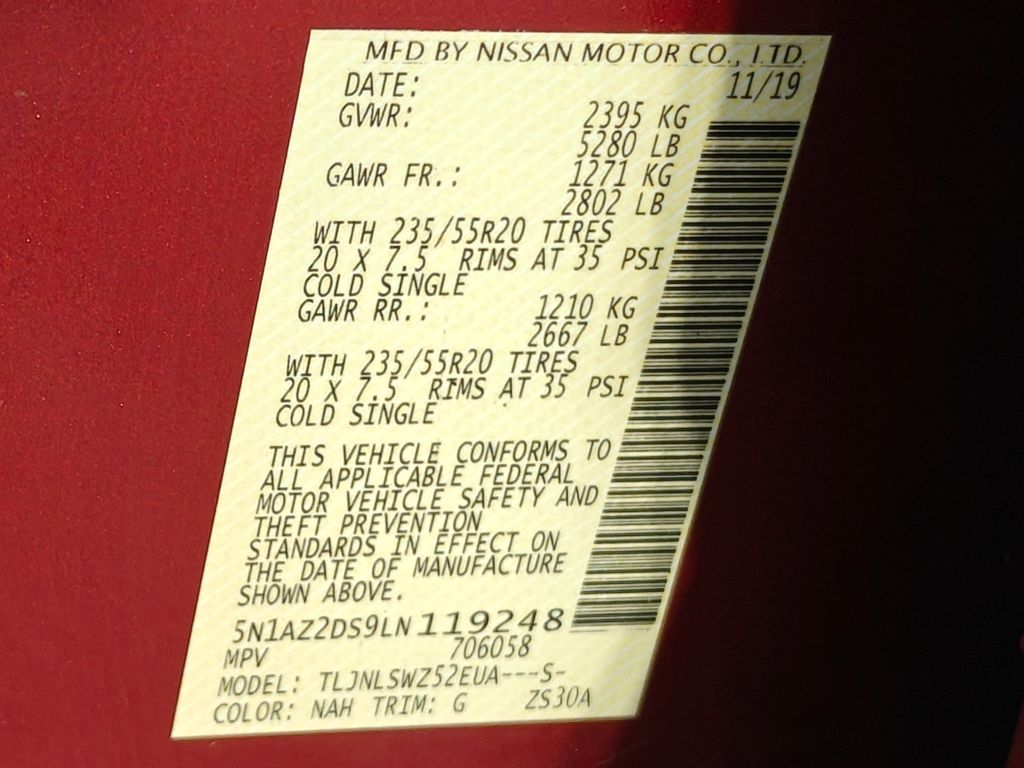 MFD BY NISSAN MOTOR CO., LTD.
DATE: 11/19
GVWR: 2395 KG
5280 LB
GAWR FR.: 1271 KG
2802 LB
WITH 235/55R20 TIRES
20 X 7.5 RIMS AT 35 PSI
COLD SINGLE
GAWR RR.: 1210 KG
2667 LB
WITH 235/55R20 TIRES
20 X 7.5 RIMS AT 35 PSI
COLD SINGLE
THIS VEHICLE CONFORMS TO
ALL APPLICABLE FEDERAL
MOTOR VEHICLE SAFETY AND
THEFT PREVENTION
STANDARDS IN EFFECT ON
THE DATE OF MANUFACTURE
SHOWN ABOVE.
5N1AZ2DS9LN119248
MPV 706058
MODEL: TLJNLSWZ52EUA---S-
COLOR: NAH TRIM: G ZS30A